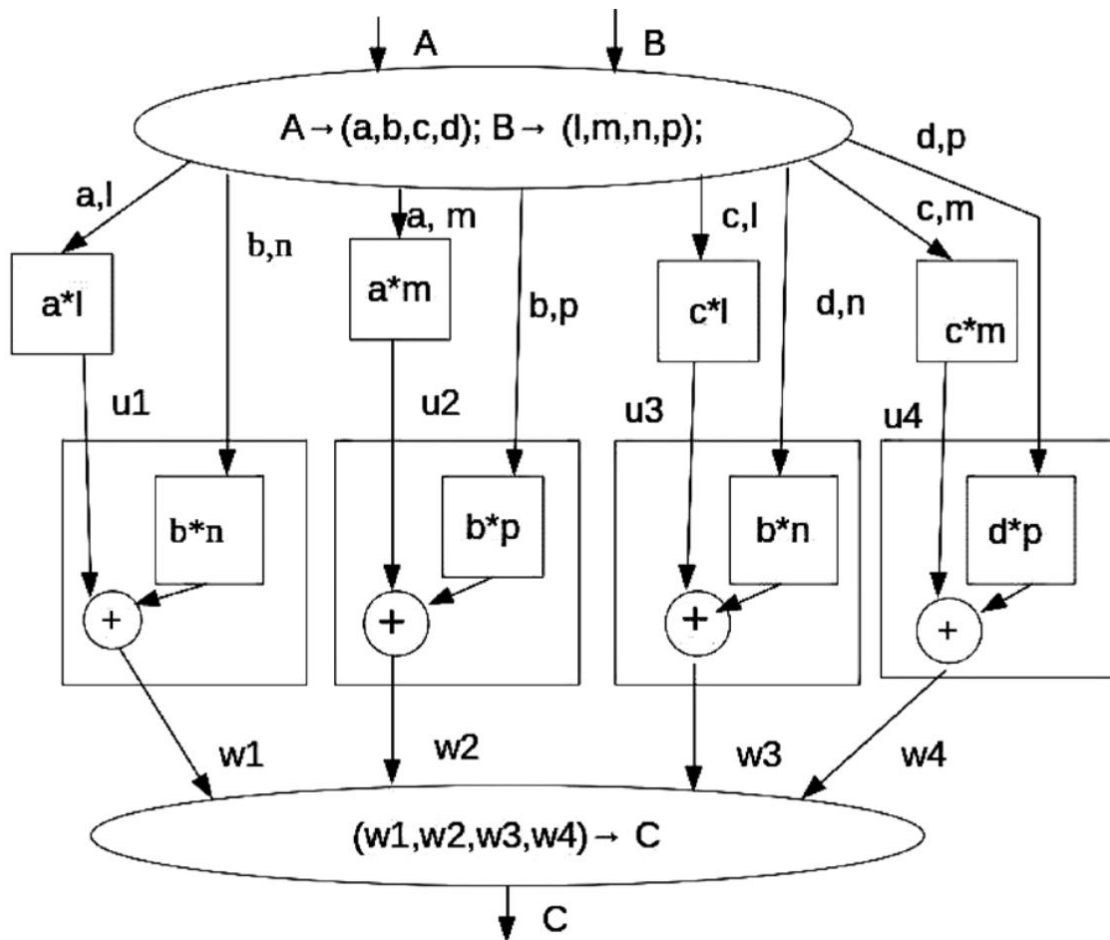 A
B
A→(a,b,c,d); B→ (l,m,n,p);
d,p
a,l
b,n
a, m
b,p
c,l
d,n
c,m
a*l
a*m
c*l
c*m
u1
u2
u3
u4
b*n
b*p
b*n
d*p
+
+
+
+
w1
w2
w3
w4
(w1,w2,w3,w4)→ C
C